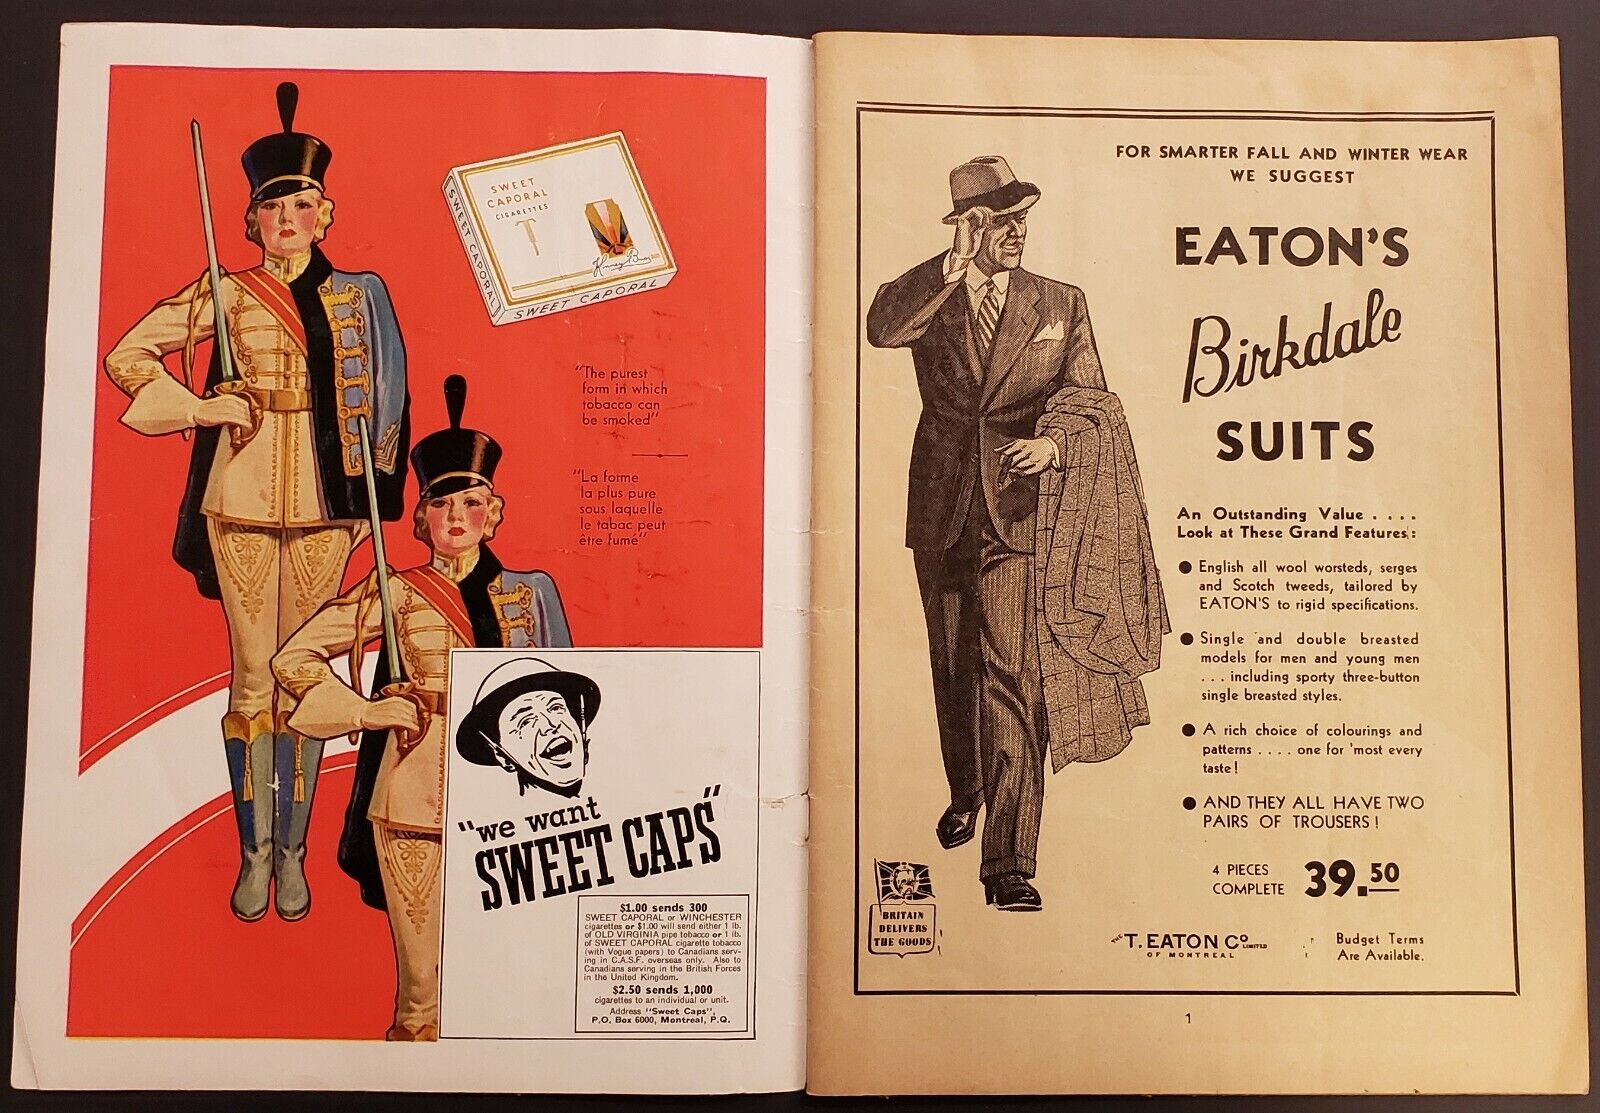 SWEET
CAPORAL
CIGARETTES
Kinney Bros
SWEET CAPORAL
SWEET CAPORAL
"The purest
form in which
tobacco can
be smoked"
"La forme
la plus pure
sous laquelle
le tabac peut
être fumé"
"we want
SWEET CAPS"
$1.00 sends 300
SWEET CAPORAL or WINCHESTER
cigarettes or $1.00 will send either 1 lb.
of OLD VIRGINIA pipe tobacco or 1 lb.
of SWEET CAPORAL cigarette tobacco
(with Vogue papers) to Canadians serv-
ing in C.A.S.F. overseas only. Also to
Canadians serving in the British Forces
in the United Kingdom.
$2.50 sends 1,000
cigarettes to an individual or unit.
Address "Sweet Caps",
P.O. Box 6000, Montreal, P.Q.
FOR SMARTER FALL AND WINTER WEAR
WE SUGGEST
EATON'S
Birkdale
SUITS
An Outstanding Value . . . .
Look at These Grand Features:
● English all wool worsteds, serges
and Scotch tweeds, tailored by
EATON'S to rigid specifications.
● Single and double breasted
models for men and young men
. . . including sporty three-button
single breasted styles.
● A rich choice of colourings and
patterns . . . . one for 'most every
taste!
● AND THEY ALL HAVE TWO
PAIRS OF TROUSERS!
4 PIECES
COMPLETE 39.50
BRITAIN
DELIVERS
THE GOODS
THE T. EATON CO LIMITED
OF MONTREAL
Budget Terms
Are Available.
1